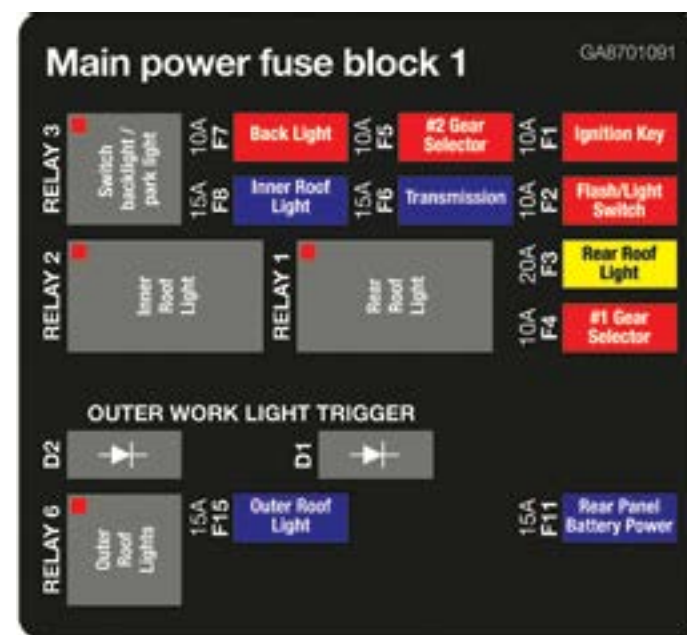 Main power fuse block 1
GA8701091
RELAY 3
Switch
backlight /
park light
10A
F7
Back Light
10A
F5
#2 Gear
Selector
10A
F1
Ignition Key
15A
F8
Inner Roof
Light
15A
F6
Transmission
10A
F2
Flash/Light
Switch
RELAY 2
Inner
Roof
Light
RELAY 1
Rear
Roof
Light
20A
F3
Rear Roof
Light
10A
F4
#1 Gear
Selector
OUTER WORK LIGHT TRIGGER
D2
D1
RELAY 6
Outer
Roof
Lights
15A
F15
Outer Roof
Light
15A
F11
Rear Panel
Battery Power